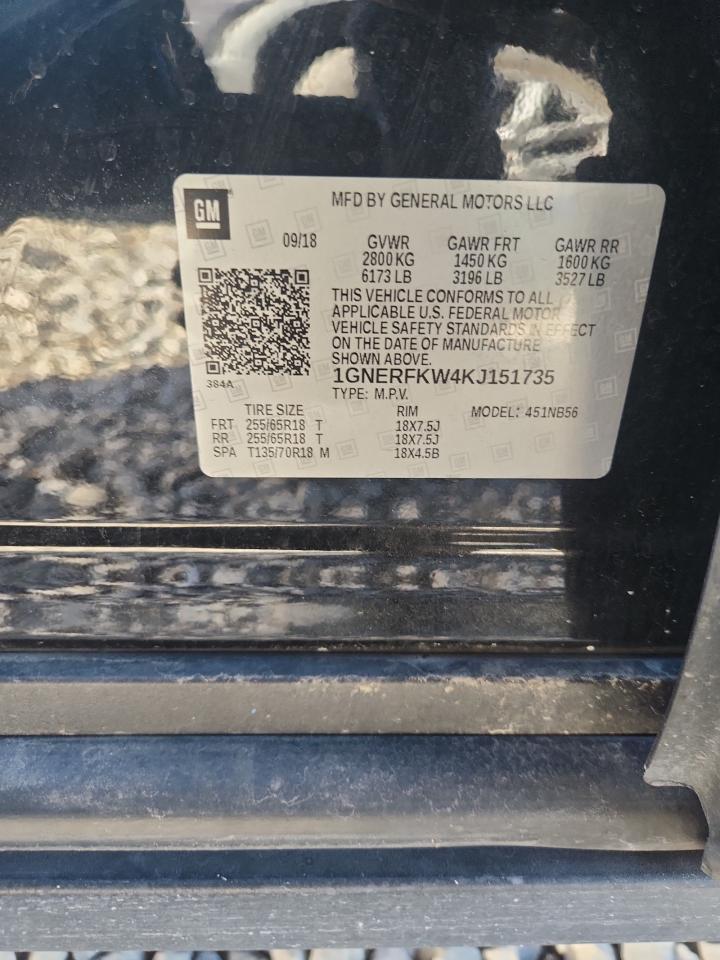 GM
MFD BY GENERAL MOTORS LLC
09/18 GVWR GAWR FRT GAWR RR
2800 KG 1450 KG 1600 KG
6173 LB 3196 LB 3527 LB
THIS VEHICLE CONFORMS TO ALL
APPLICABLE U.S. FEDERAL MOTOR
VEHICLE SAFETY STANDARDS IN EFFECT
ON THE DATE OF MANUFACTURE
SHOWN ABOVE.
384A
1GNERFKW4KJ151735
TYPE: M.P.V.
TIRE SIZE RIM MODEL: 451NB56
FRT 255/65R18 T 18X7.5J
RR 255/65R18 T 18X7.5J
SPA T135/70R18 M 18X4.5B